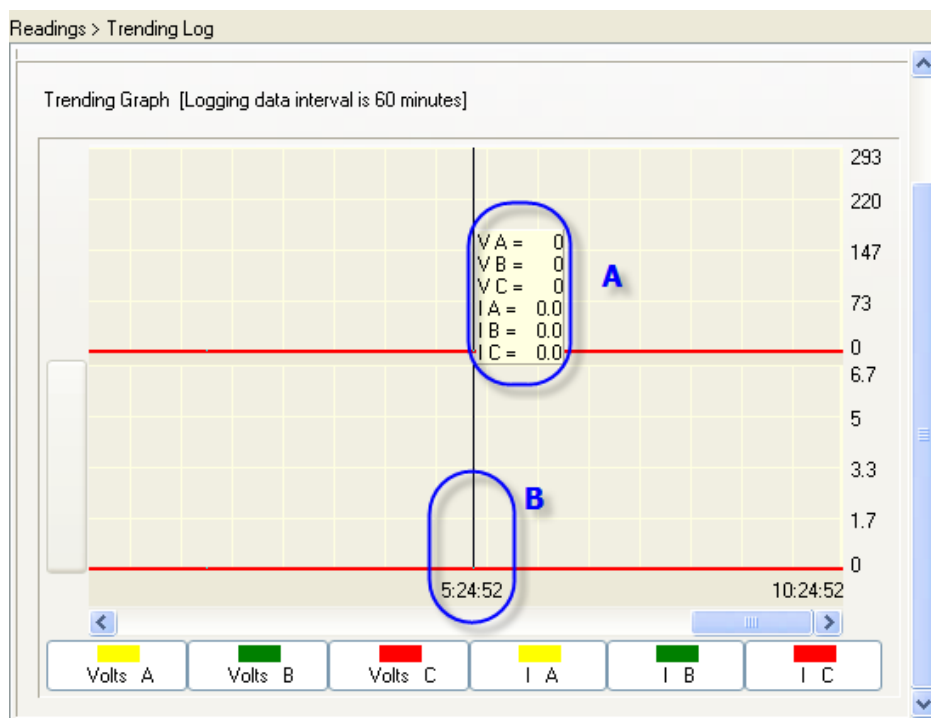 Readings > Trending Log
Trending Graph [Logging data interval is 60 minutes]
293
220
147
73
0
V A = 0
V B = 0
V C = 0
I A = 0.0
I B = 0.0
I C = 0.0
A
6.7
5
3.3
1.7
0
B
5:24:52 10:24:52
Volts A Volts B Volts C I A I B I C